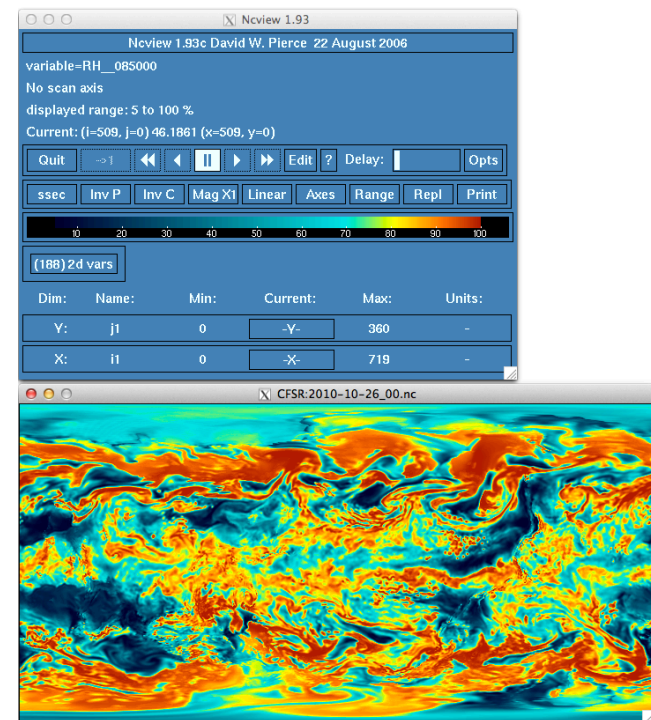 Ncview 1.93
Ncview 1.93c David W. Pierce 22 August 2006
variable=RH__085000
No scan axis
displayed range: 5 to 100 %
Current: (i=509, j=0) 46.1861 (x=509, y=0)
Quit ->1 Edit ? Delay: Opts
ssec Inv P Inv C Mag X1 Linear Axes Range Repl Print
10 20 30 40 50 60 70 80 90 100
(188) 2d vars
Dim: Name: Min: Current: Max: Units:
Y: j1 0 -Y- 360 -
X: i1 0 -X- 719 -
CFSR:2010-10-26_00.nc